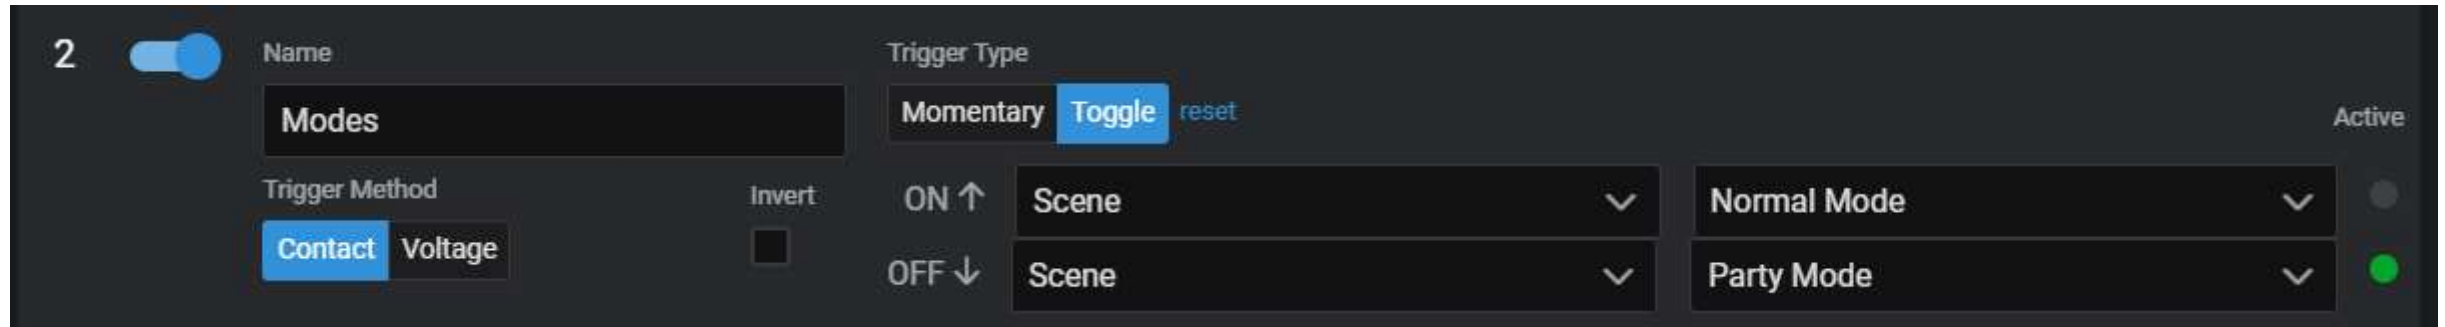 2
Name
Trigger Type
Modes
Momentary Toggle reset
Active
Trigger Method
Invert
ON ↑ Scene Normal Mode
Contact Voltage
OFF ↓ Scene Party Mode